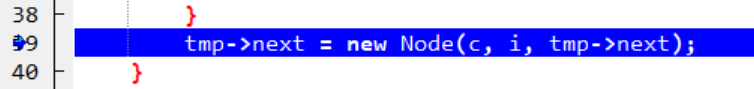 38 }
39 tmp->next = new Node(c, i, tmp->next);
40 }